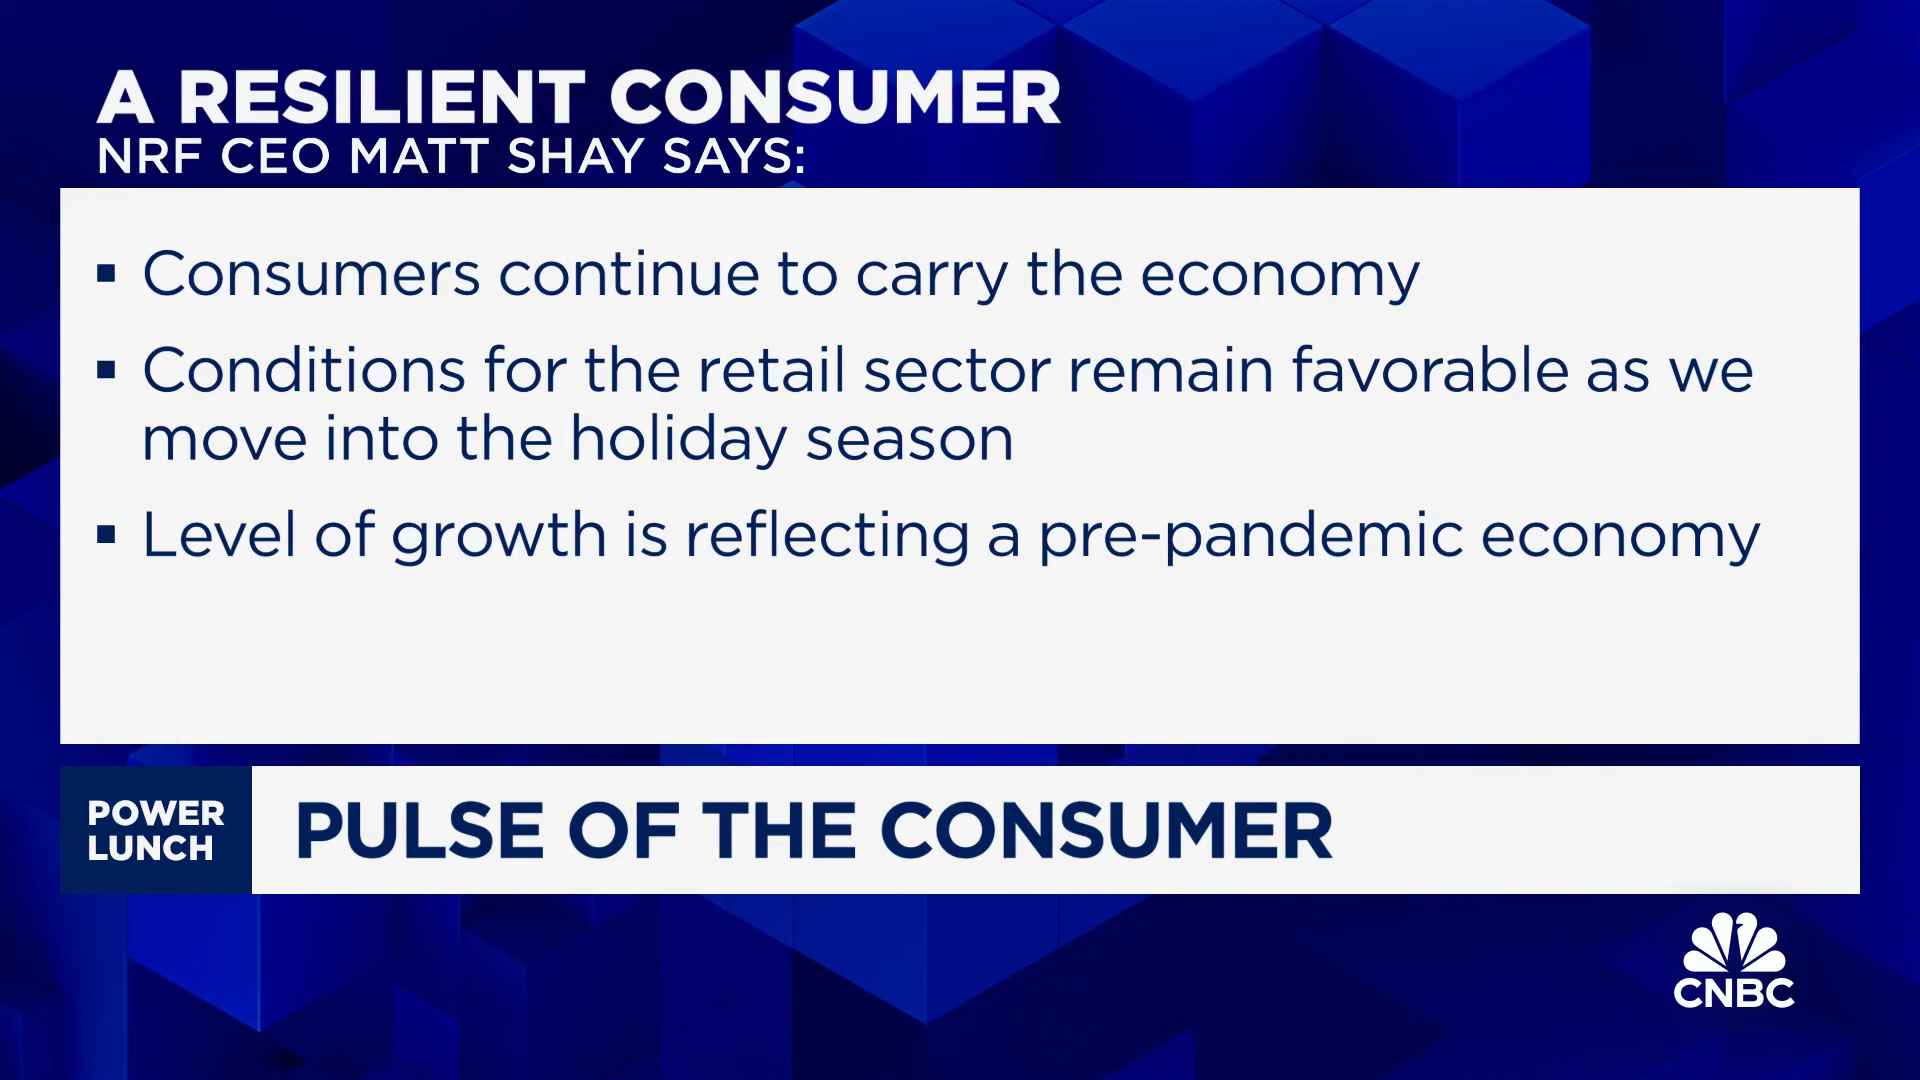 A RESILIENT CONSUMER
NRF CEO MATT SHAY SAYS:
▪ Consumers continue to carry the economy
▪ Conditions for the retail sector remain favorable as we
move into the holiday season
▪ Level of growth is reflecting a pre-pandemic economy
POWER
LUNCH
PULSE OF THE CONSUMER
CNBC